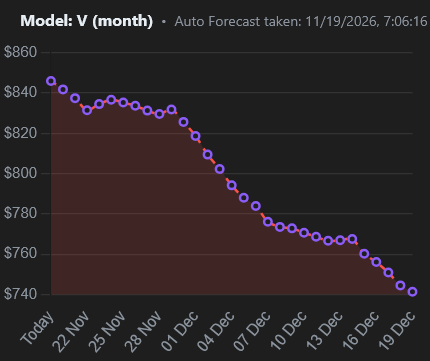 Model: V (month) • Auto Forecast taken: 11/19/2026, 7:06:16
$860
$840
$820
$800
$780
$760
$740
Today
22 Nov
25 Nov
28 Nov
01 Dec
04 Dec
07 Dec
10 Dec
13 Dec
16 Dec
19 Dec